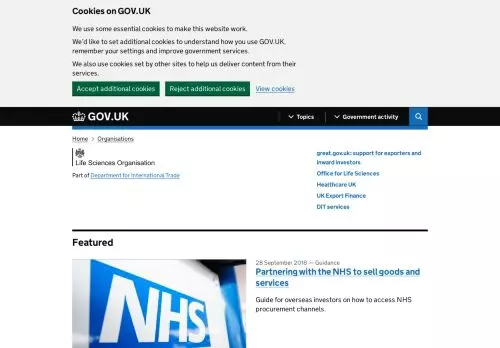 Cookies on GOV.UK
We use some essential cookies to make this website work.
We'd like to set additional cookies to understand how you use GOV.UK,
remember your settings and improve government services.
We also use cookies set by other sites to help us deliver content from their
services.
Accept additional cookies
Reject additional cookies
View cookies
GOV.UK
Topics
Government activity
Home
Organisations
Life Sciences Organisation
Part of Department for International Trade
great.gov.uk: support for exporters and
inward investors
Office for Life Sciences
Healthcare UK
UK Export Finance
DIT services
Featured
NHS
28 September 2018 — Guidance
Partnering with the NHS to sell goods and
services
Guide for overseas investors on how to access NHS
procurement channels.